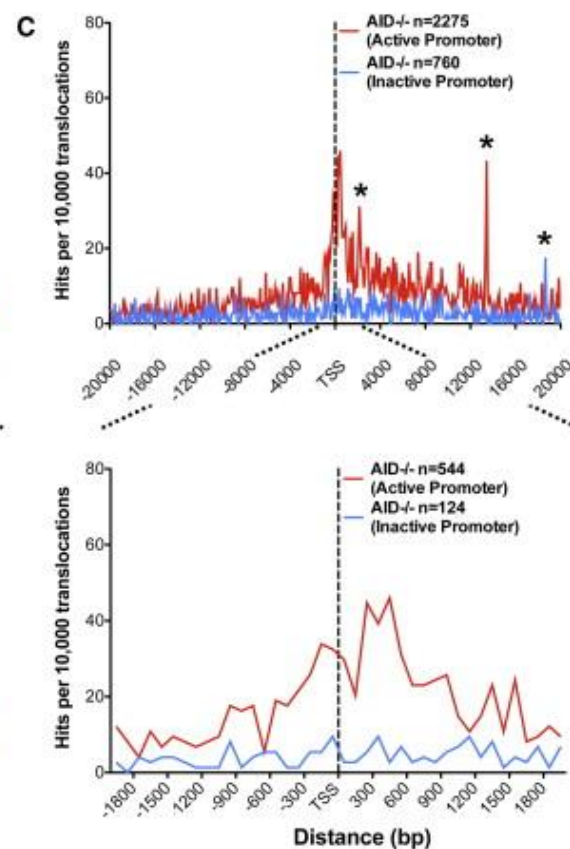 C
Hits per 10,000 translocations
80
60
40
20
0
AID-/- n=2275
(Active Promoter)
AID-/- n=760
(Inactive Promoter)
*
*
*
-20000
-16000
-12000
-8000
-4000
TSS
4000
8000
12000
16000
20000
Hits per 10,000 translocations
80
60
40
20
0
AID-/- n=544
(Active Promoter)
AID-/- n=124
(Inactive Promoter)
-1800
-1500
-1200
-900
-600
-300
TSS
300
600
900
1200
1500
1800
Distance (bp)